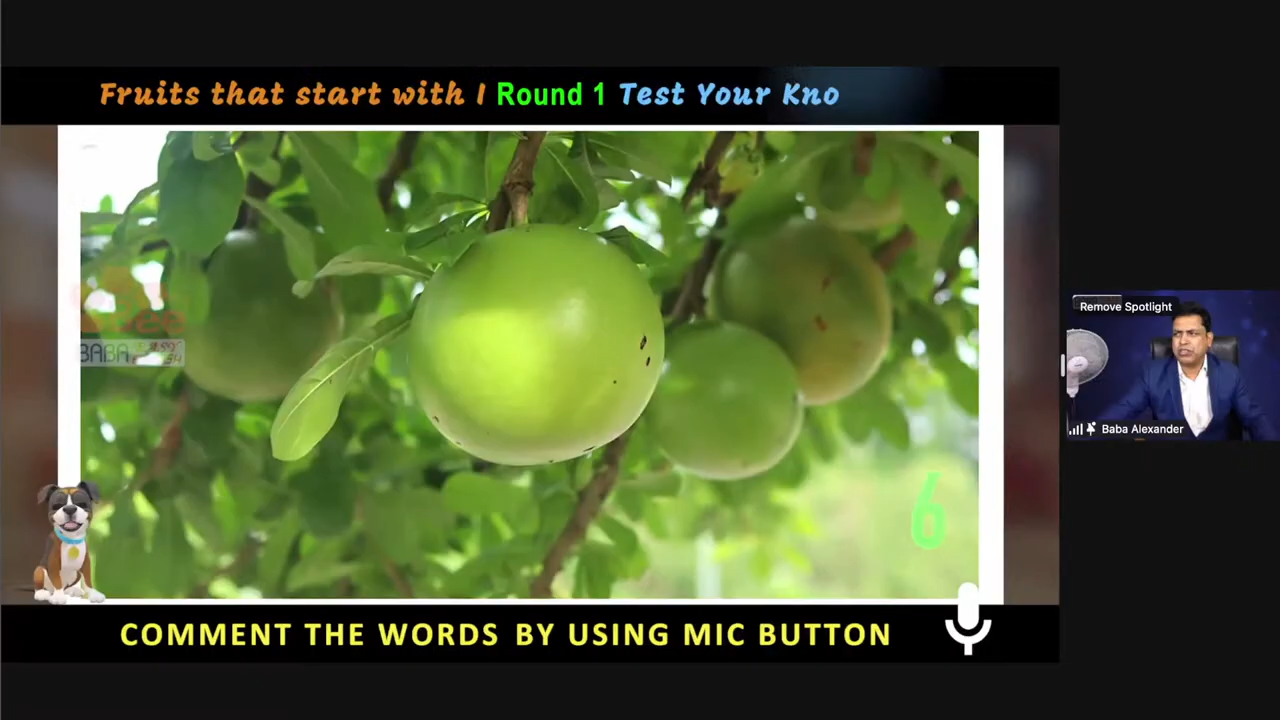 Fruits that start with I Round 1 Test Your Kno
Remove Spotlight
BABA
6
Baba Alexander
COMMENT THE WORDS BY USING MIC BUTTON